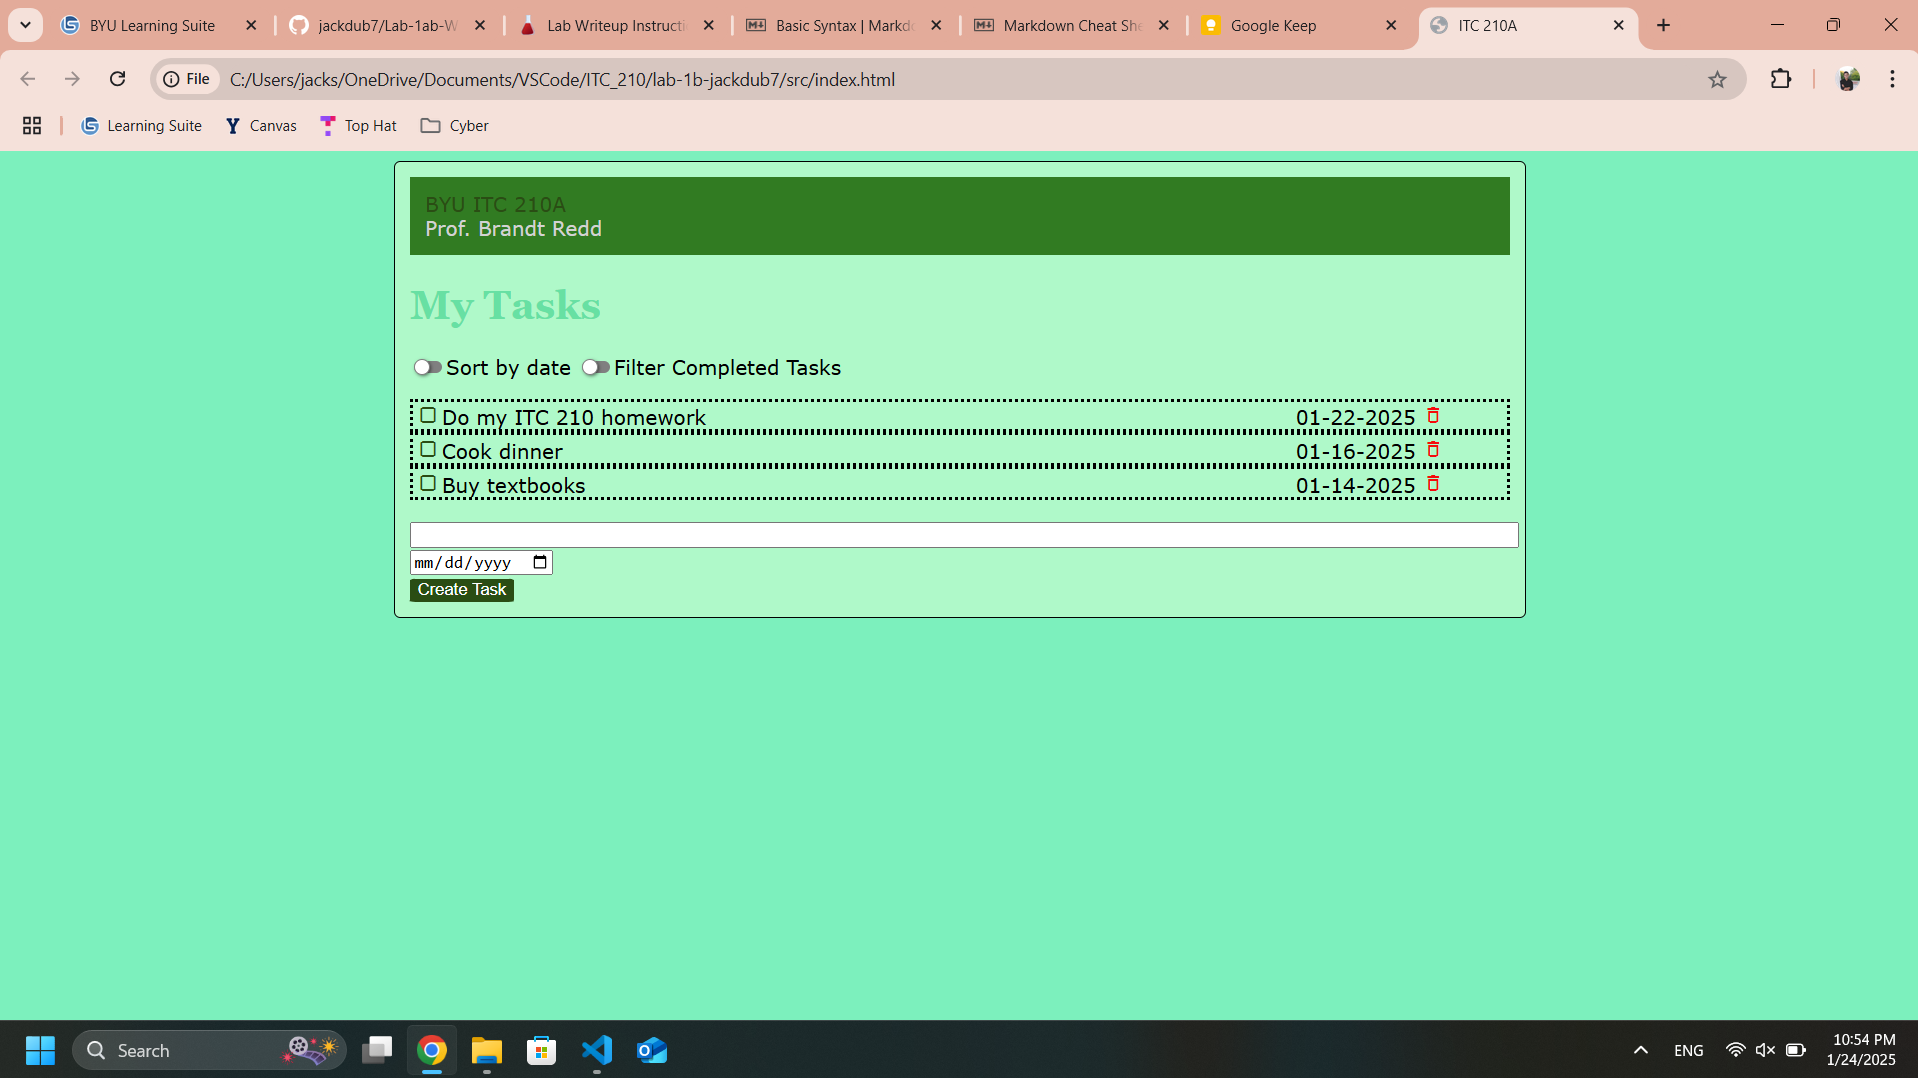 BYU Learning Suite
jackdub7/Lab-1ab-W
Lab Writeup Instructi
Basic Syntax | Markdo
Markdown Cheat She
Google Keep
ITC 210A
File
C:/Users/jacks/OneDrive/Documents/VSCode/ITC_210/lab-1b-jackdub7/src/index.html
Learning Suite
Canvas
Top Hat
Cyber
BYU ITC 210A
Prof. Brandt Redd
My Tasks
Sort by date Filter Completed Tasks
Do my ITC 210 homework 01-22-2025
Cook dinner 01-16-2025
Buy textbooks 01-14-2025
mm/dd/yyyy
Create Task
Search
ENG
10:54 PM
1/24/2025